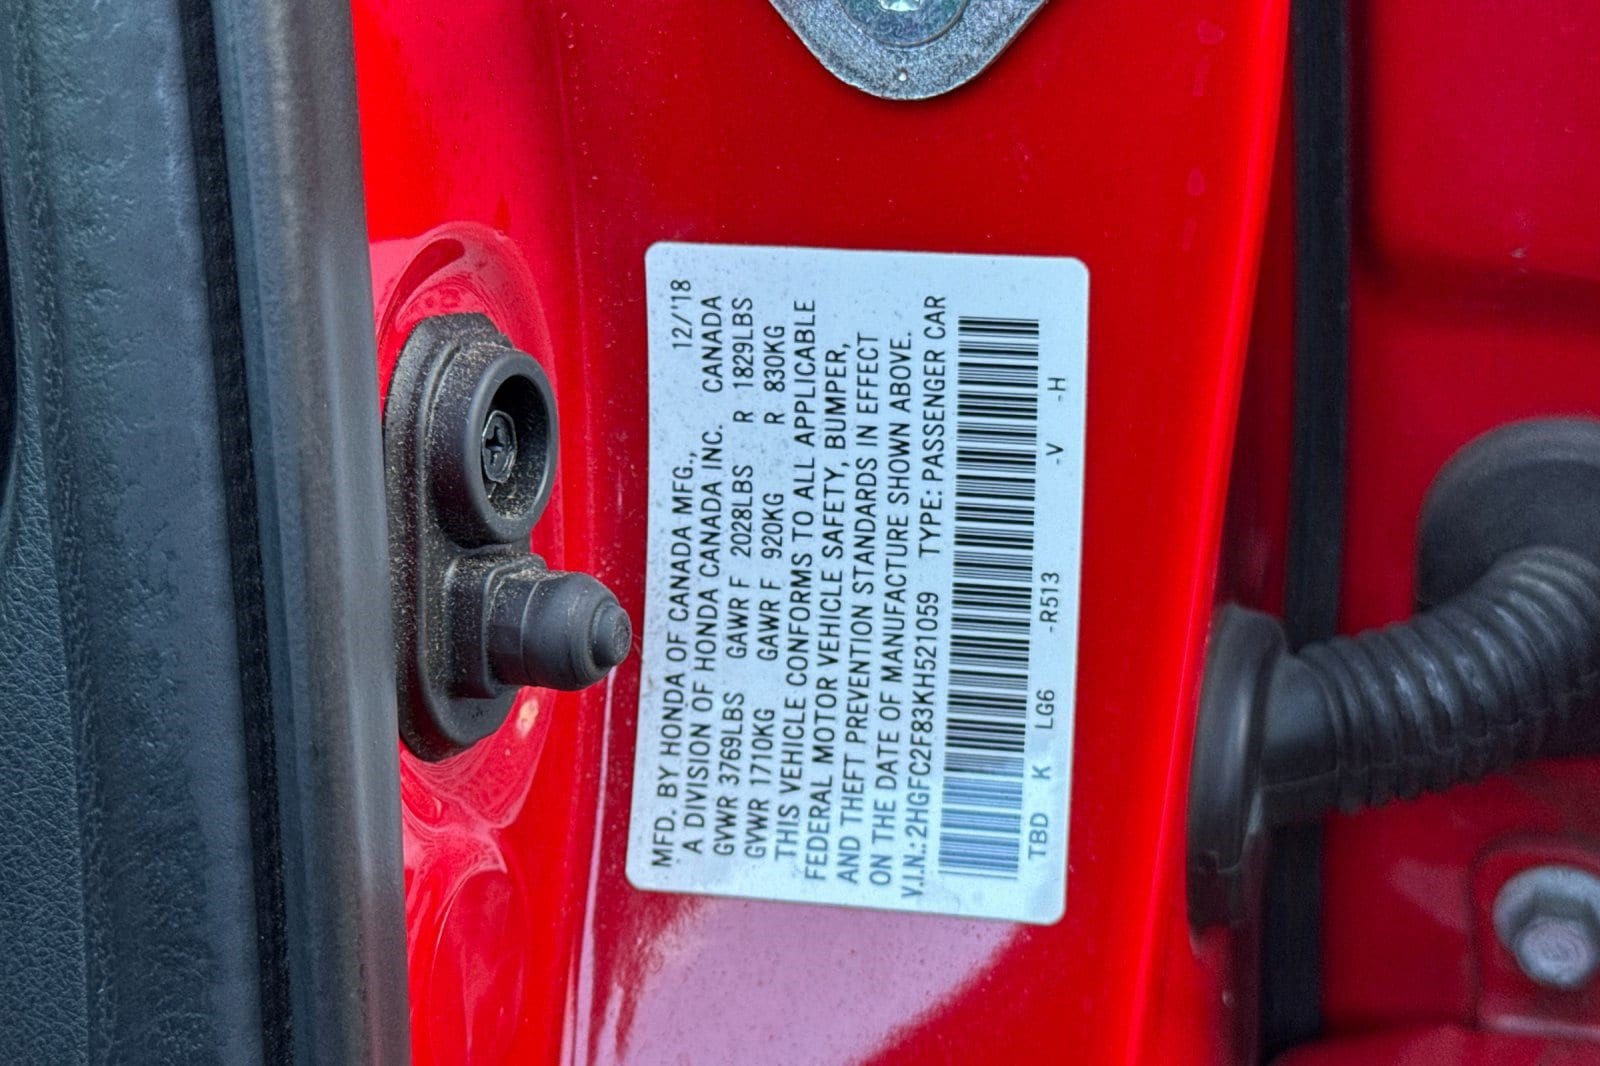 MFD. BY HONDA OF CANADA MFG., 12/'18
A DIVISION OF HONDA CANADA INC. CANADA
GVWR 3769LBS GAWR F 2028LBS R 1829LBS
GVWR 1710KG GAWR F 920KG R 830KG
THIS VEHICLE CONFORMS TO ALL APPLICABLE
FEDERAL MOTOR VEHICLE SAFETY, BUMPER,
AND THEFT PREVENTION STANDARDS IN EFFECT
ON THE DATE OF MANUFACTURE SHOWN ABOVE.
V.I.N.:2HGFC2F83KH521059 TYPE: PASSENGER CAR
TBD K LG6 -R513 -V -H